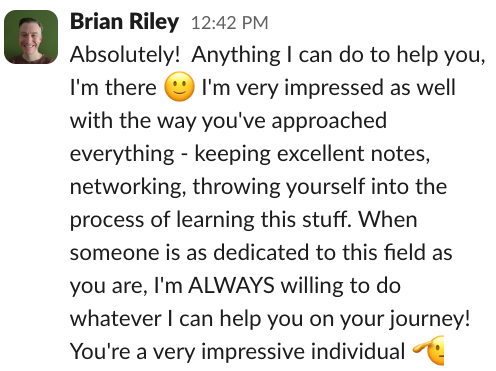 Brian Riley 12:42 PM
Absolutely!  Anything I can do to help you,
I'm there 🙂 I'm very impressed as well
with the way you've approached
everything - keeping excellent notes,
networking, throwing yourself into the
process of learning this stuff. When
someone is as dedicated to this field as
you are, I'm ALWAYS willing to do
whatever I can help you on your journey!
You're a very impressive individual 🫡